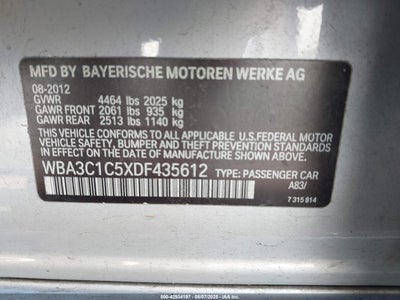 MFD BY BAYERISCHE MOTOREN WERKE AG
08-2012
GVWR 4464 lbs 2025 kg
GAWR FRONT 2061 lbs 935 kg
GAWR REAR 2513 lbs 1140 kg
THIS CAR CONFORMS TO ALL APPLICABLE U.S.FEDERAL MOTOR
VEHICLE SAFETY, BUMPER AND THEFT PREVENTION STANDARDS
IN EFFECT ON THE DATE OF MANUFACTURE SHOWN ABOVE
WBA3C1C5XDF435612 TYPE: PASSENGER CAR
A83/
7 315 814